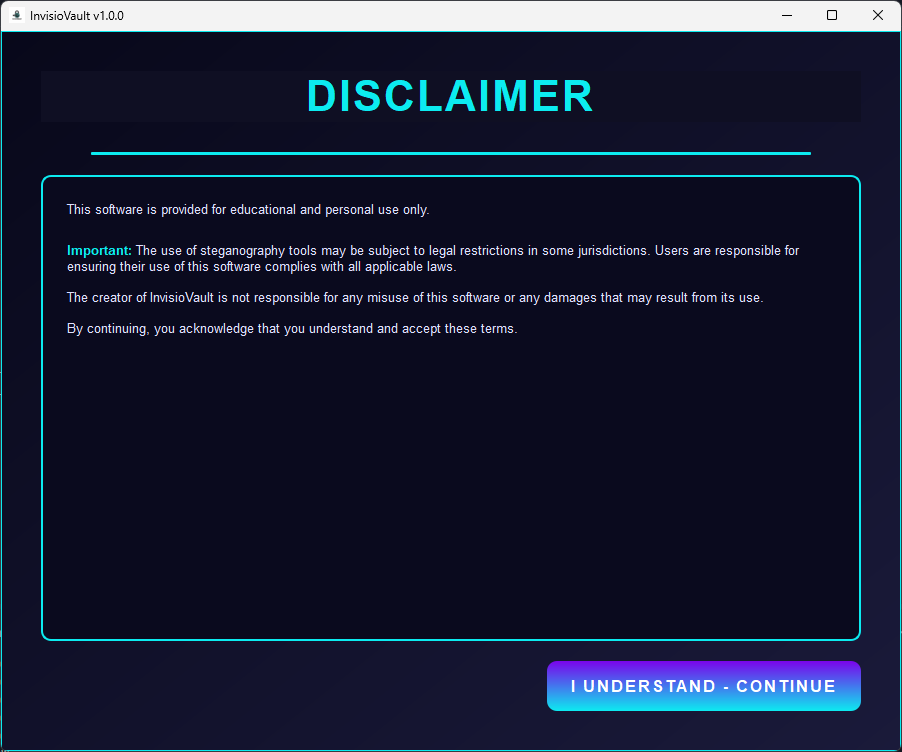 InvisioVault v1.0.0
DISCLAIMER
This software is provided for educational and personal use only.
Important: The use of steganography tools may be subject to legal restrictions in some jurisdictions. Users are responsible for
ensuring their use of this software complies with all applicable laws.
The creator of InvisioVault is not responsible for any misuse of this software or any damages that may result from its use.
By continuing, you acknowledge that you understand and accept these terms.
I UNDERSTAND - CONTINUE